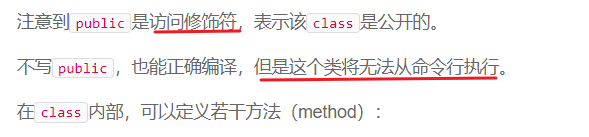 注意到public是访问修饰符，表示该class是公开的。
不写public，也能正确编译，但是这个类将无法从命令行执行。
在class内部，可以定义若干方法（method）：